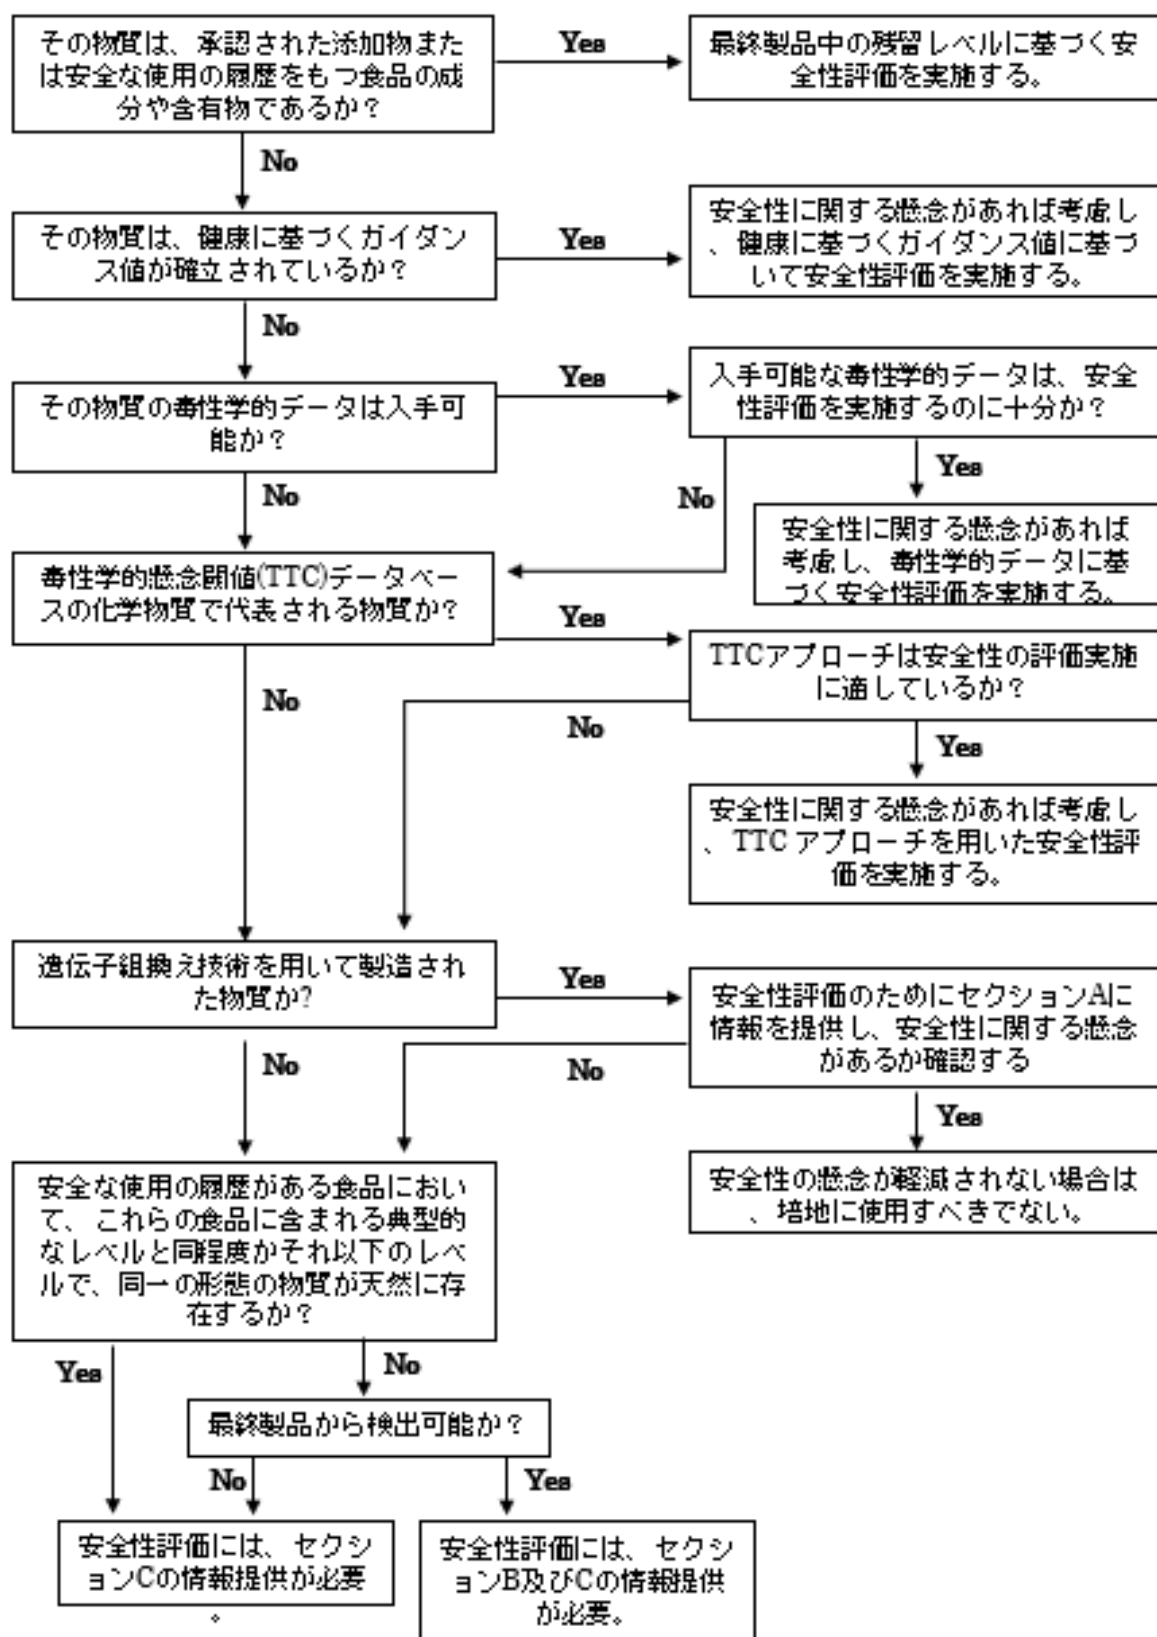 その物質は、承認された添加物また
は安全な使用の履歴をもつ食品の成
分や含有物であるか？
Yes
最終製品中の残留レベルに基づく安
全性評価を実施する。
No
その物質は、健康に基づくガイダン
ス値が確立されているか？
Yes
安全性に関する懸念があれば考慮し
、健康に基づくガイダンス値に基づ
いて安全性評価を実施する。
No
その物質の毒性学的データは入手可
能か？
Yes
入手可能な毒性学的データは、安全
性評価を実施するのに十分か？
No
No
Yes
安全性に関する懸念があれば
考慮し、毒性学的データに基
づく安全性評価を実施する。
毒性学的懸念閾値(TTC)データベー
スの化学物質で代表される物質か？
Yes
TTCアプローチは安全性の評価実施
に適しているか？
No
No
Yes
安全性に関する懸念があれば考慮し
、TTC アプローチを用いた安全性評
価を実施する。
遺伝子組換え技術を用いて製造され
た物質か?
Yes
安全性評価のためにセクションAに
情報を提供し、安全性に関する懸念
があるか確認する
No
No
Yes
安全性の懸念が軽減されない場合は
、培地に使用すべきでない。
安全な使用の履歴がある食品におい
て、これらの食品に含まれる典型的
なレベルと同程度かそれ以下のレベ
ルで、同一の形態の物質が天然に存
在するか？
Yes
No
最終製品から検出可能か？
No
Yes
安全性評価には、セクシ
ョンCの情報提供が必要
。
安全性評価には、セクシ
ョンB及びCの情報提供
が必要。